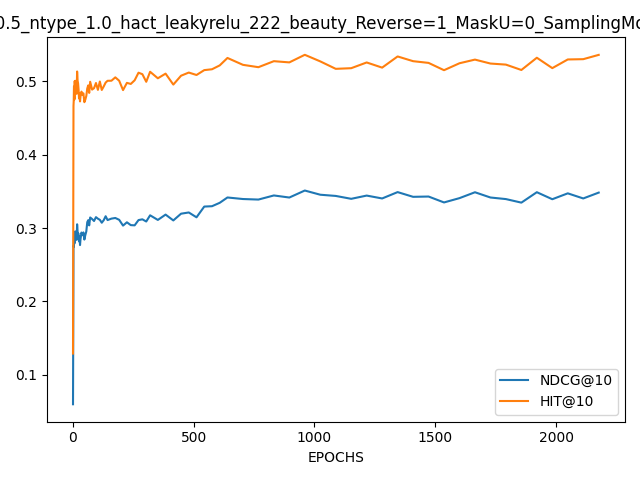 0.5_ntype_1.0_hact_leakyrelu_222_beauty_Reverse=1_MaskU=0_SamplingMo
0.5
0.4
0.3
0.2
0.1
NDCG@10
HIT@10
0 500 1000 1500 2000
EPOCHS